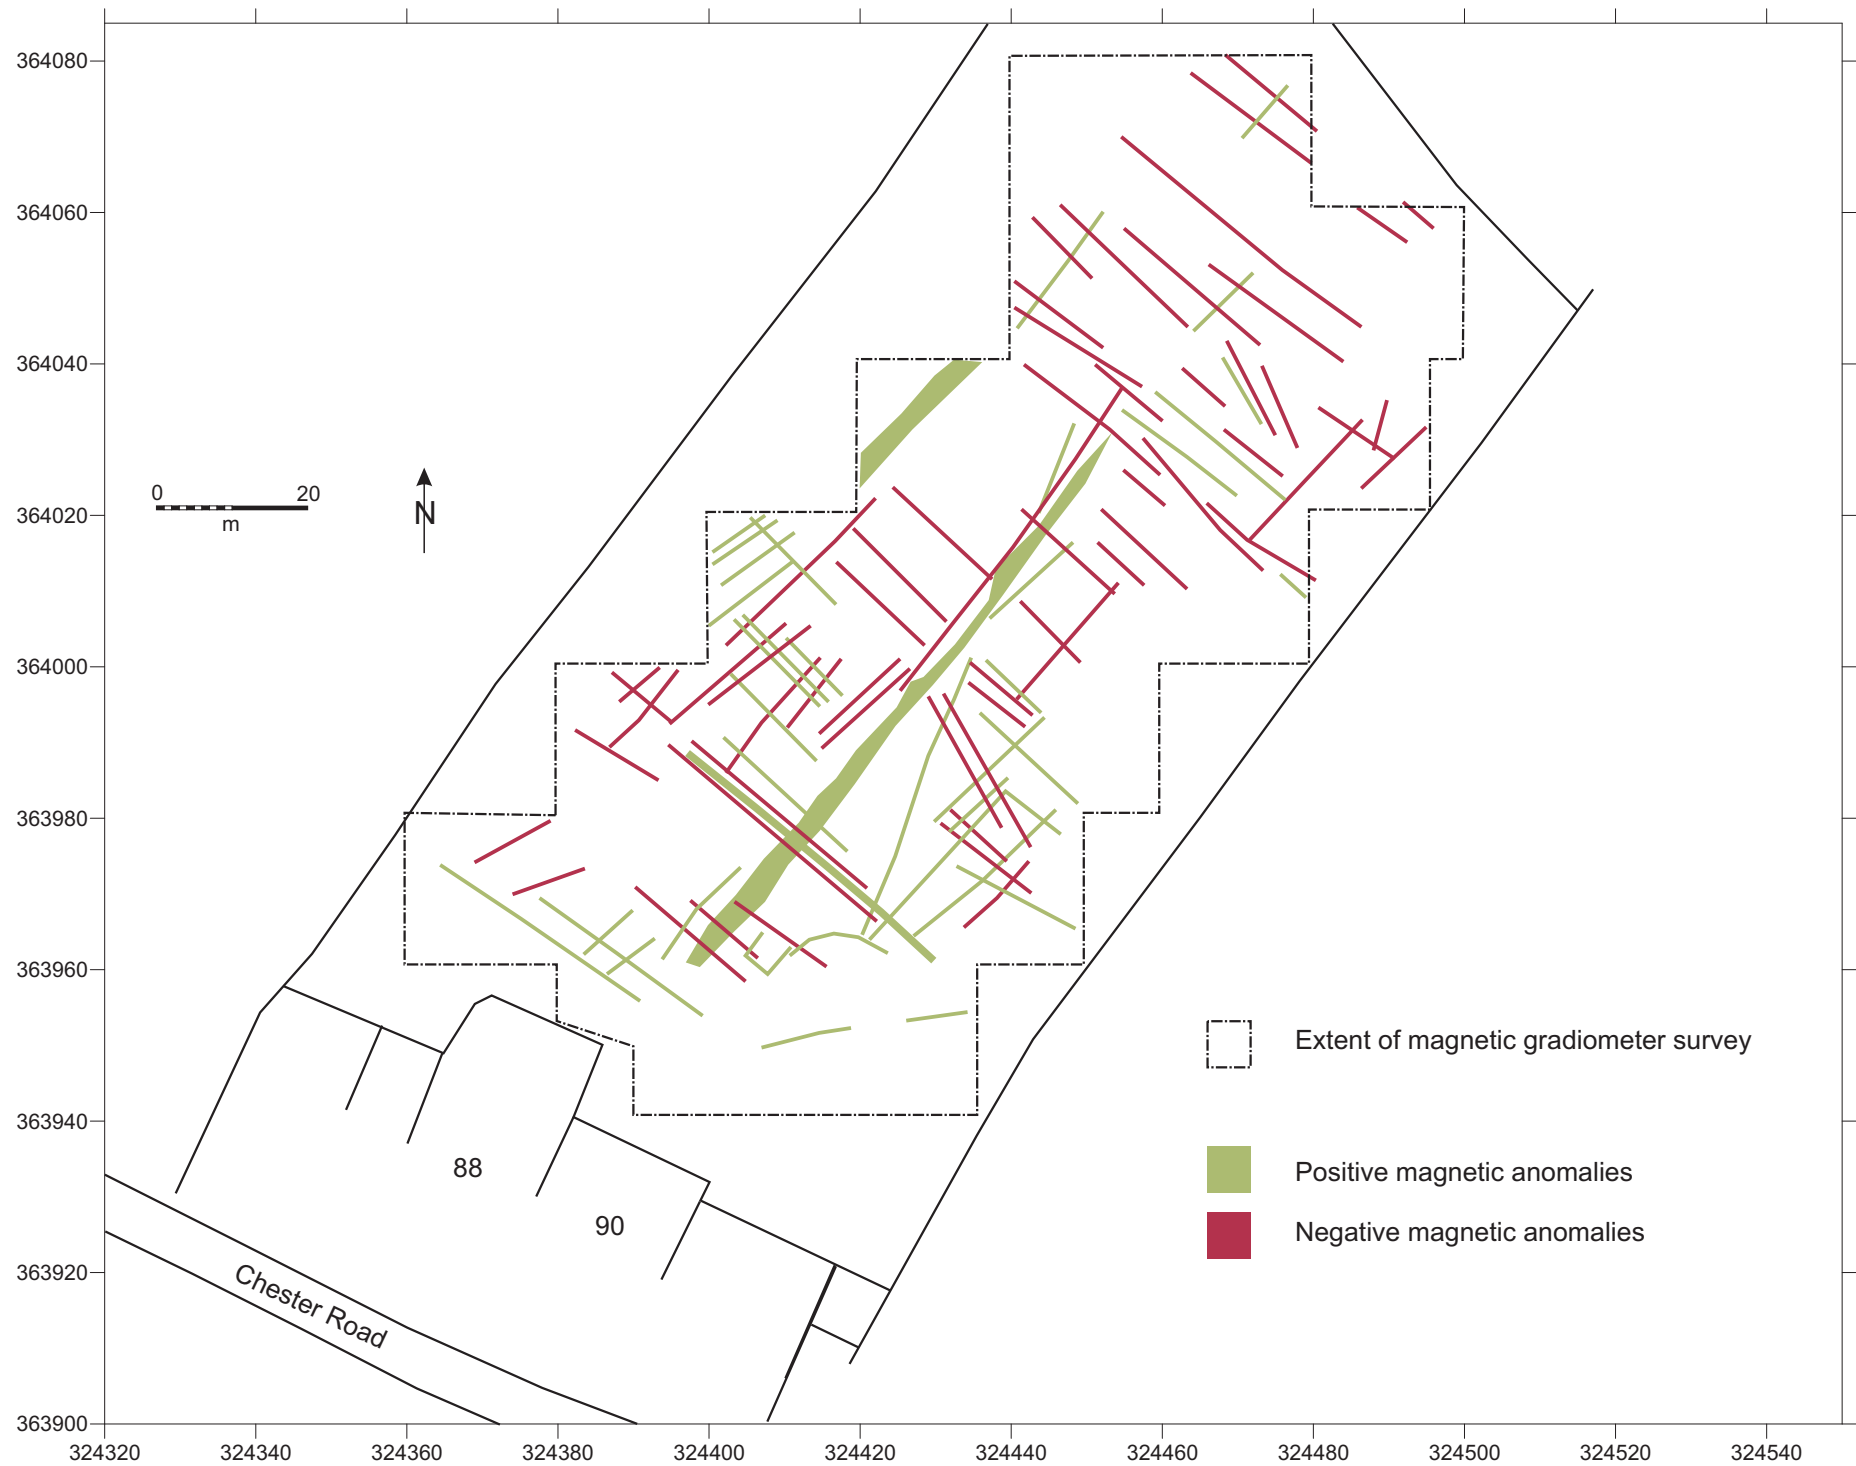 364080
364060
364040
364020
364000
363980
363960
363940
363920
363900
0 20
m
N
88
90
Chester Road
Extent of magnetic gradiometer survey
Positive magnetic anomalies
Negative magnetic anomalies
324320 324340 324360 324380 324400 324420 324440 324460 324480 324500 324520 324540